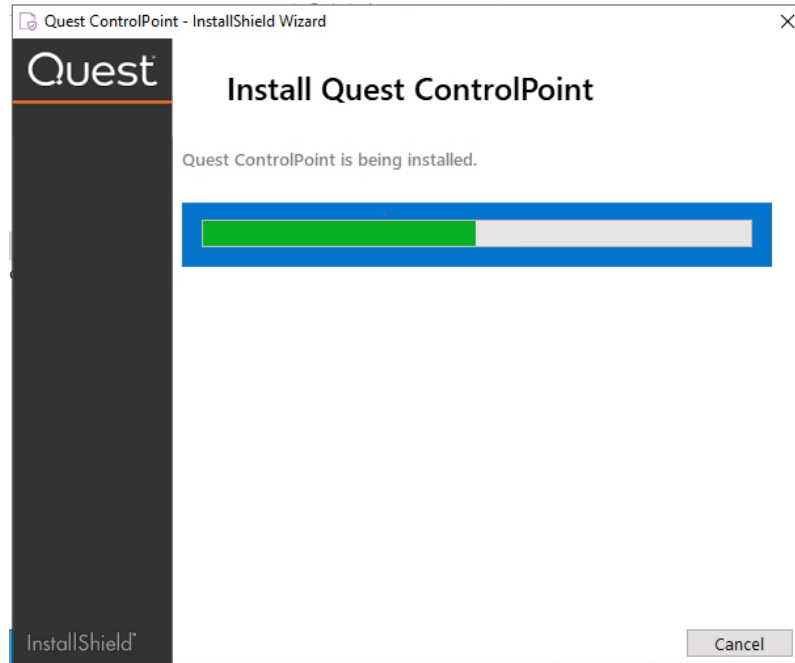 Quest ControlPoint - InstallShield Wizard
Quest
Install Quest ControlPoint
Quest ControlPoint is being installed.
InstallShield
Cancel